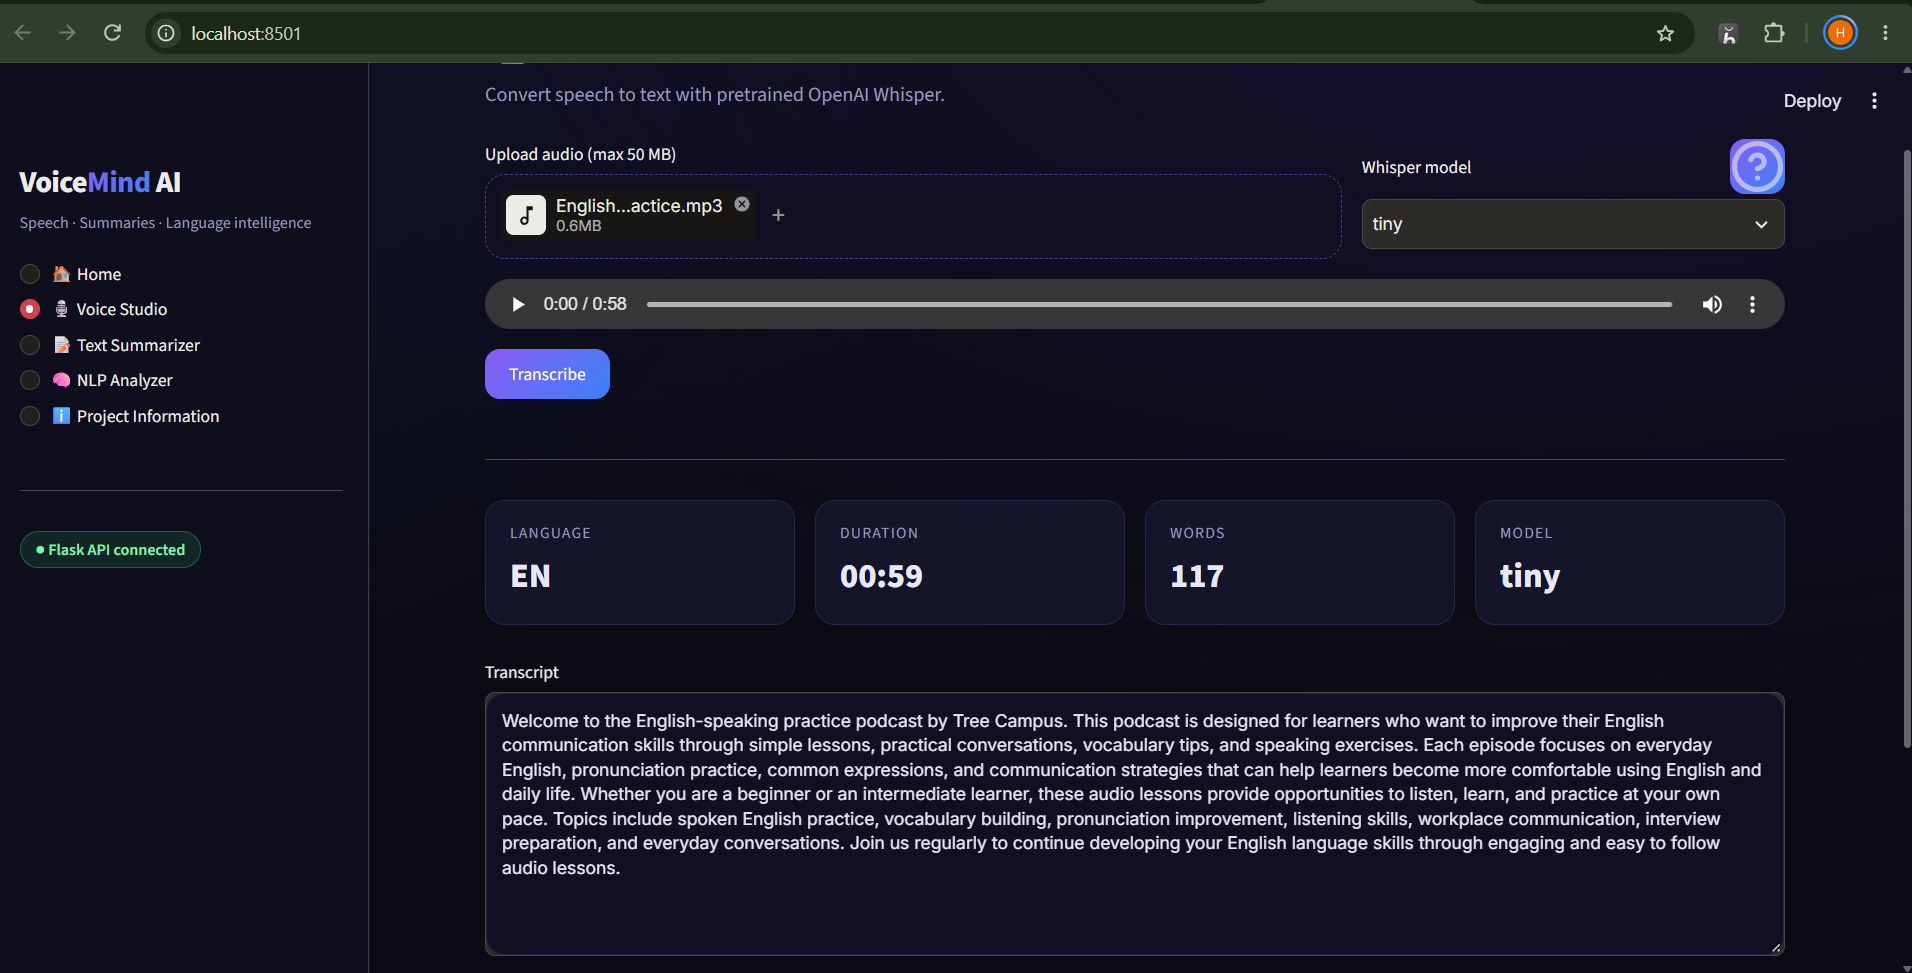 localhost:8501
H
Convert speech to text with pretrained OpenAI Whisper.
Deploy
VoiceMind AI
Speech · Summaries · Language intelligence
Home
Voice Studio
Text Summarizer
NLP Analyzer
Project Information
Flask API connected
Upload audio (max 50 MB)
English...actice.mp3
0.6MB
Whisper model
tiny
0:00 / 0:58
Transcribe
LANGUAGE
EN
DURATION
00:59
WORDS
117
MODEL
tiny
Transcript
Welcome to the English-speaking practice podcast by Tree Campus. This podcast is designed for learners who want to improve their English
communication skills through simple lessons, practical conversations, vocabulary tips, and speaking exercises. Each episode focuses on everyday
English, pronunciation practice, common expressions, and communication strategies that can help learners become more comfortable using English and
daily life. Whether you are a beginner or an intermediate learner, these audio lessons provide opportunities to listen, learn, and practice at your own
pace. Topics include spoken English practice, vocabulary building, pronunciation improvement, listening skills, workplace communication, interview
preparation, and everyday conversations. Join us regularly to continue developing your English language skills through engaging and easy to follow
audio lessons.